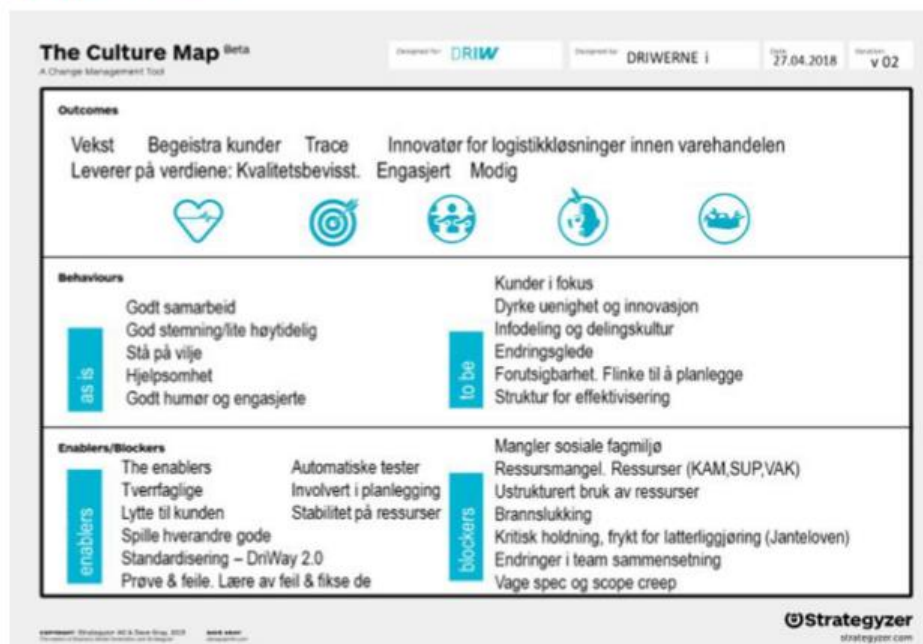 The Culture Map Beta
A Change Management Tool
Designed for DRIW
Designed by DRIWERNE i
Date 27.04.2018
Iteration v 02
Outcomes
Vekst Begeistra kunder Trace Innovatør for logistikkløsninger innen varehandelen
Leverer på verdiene: Kvalitetsbevisst. Engasjert Modig
Behaviours
as is
Godt samarbeid
God stemning/lite høytidelig
Stå på vilje
Hjelpsomhet
Godt humør og engasjerte
to be
Kunder i fokus
Dyrke uenighet og innovasjon
Infodeling og delingskultur
Endringsglede
Forutsigbarhet. Flinke til å planlegge
Struktur for effektivisering
Enablers/Blockers
enablers
The enablers
Tverrfaglige
Lytte til kunden
Spille hverandre gode
Standardisering – DriWay 2.0
Prøve & feile. Lære av feil & fikse de
Automatiske tester
Involvert i planlegging
Stabilitet på ressurser
blockers
Mangler sosiale fagmiljø
Ressursmangel. Ressurser (KAM,SUP,VAK)
Ustrukturert bruk av ressurser
Brannslukking
Kritisk holdning, frykt for latterliggjøring (Janteloven)
Endringer i team sammensetning
Vage spec og scope creep
Strategyzer
strategyzer.com